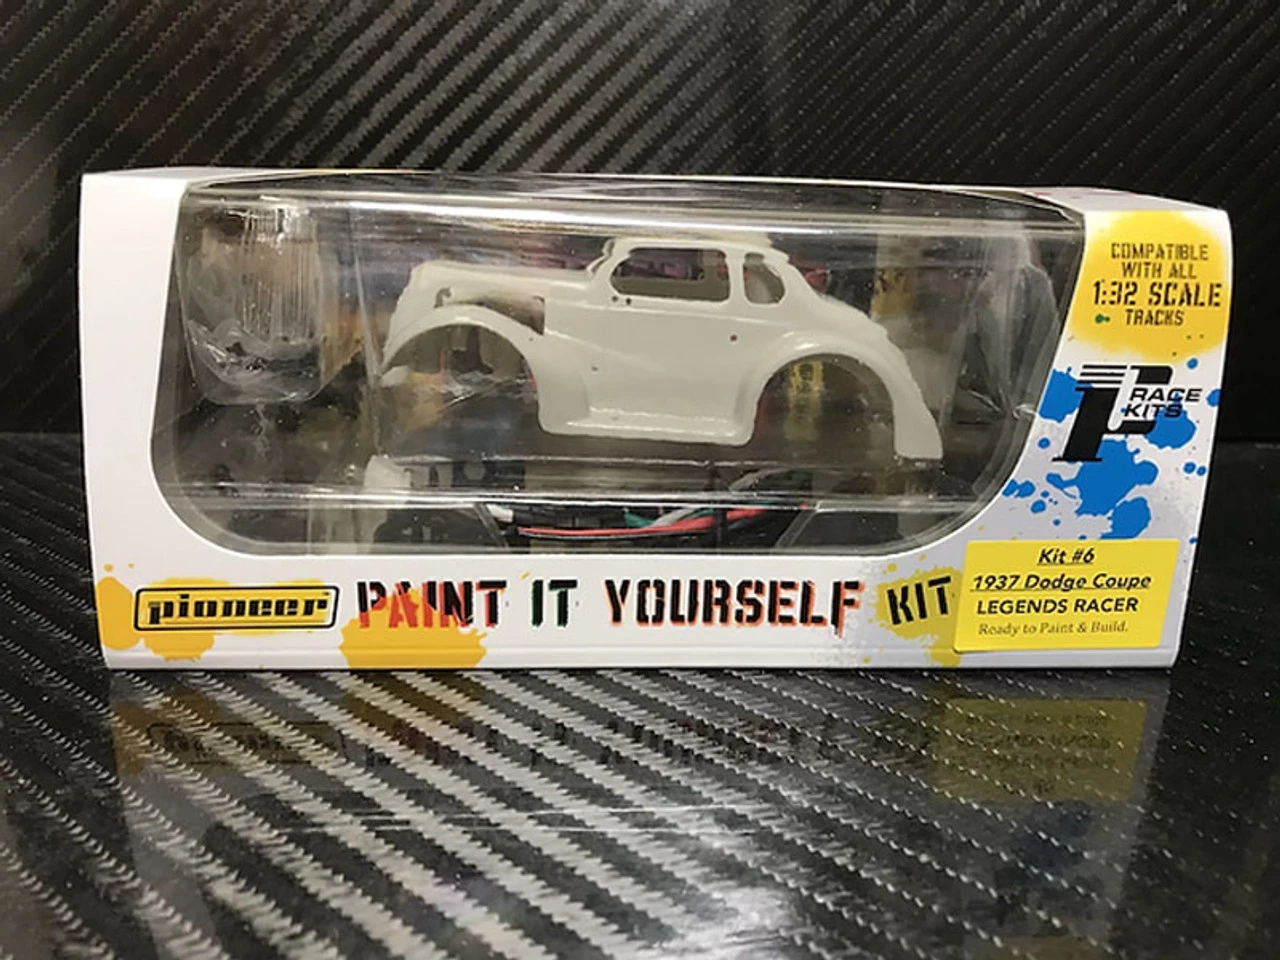 COMPATIBLE
WITH ALL
1:32 SCALE
TRACKS
RACE
KITS
pioneer PAINT IT YOURSELF KIT
Kit #6
1937 Dodge Coupe
LEGENDS RACER
Ready to Paint & Build.